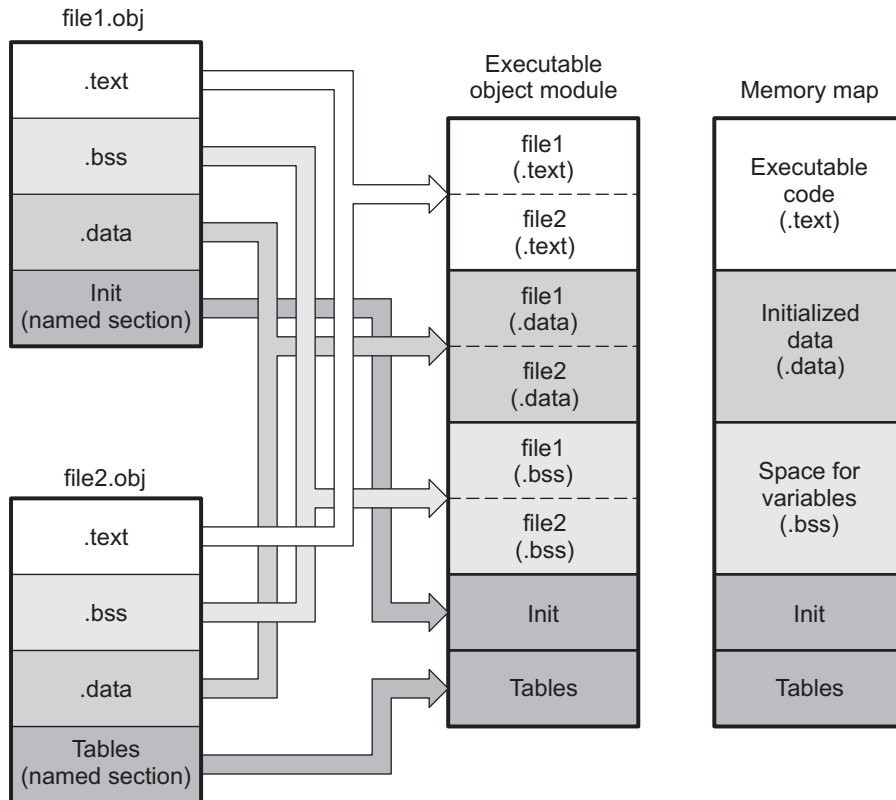 file1.obj
.text
.bss
.data
Init
(named section)
file2.obj
.text
.bss
.data
Tables
(named section)
Executable
object module
file1
(.text)
file2
(.text)
file1
(.data)
file2
(.data)
file1
(.bss)
file2
(.bss)
Init
Tables
Memory map
Executable
code
(.text)
Initialized
data
(.data)
Space for
variables
(.bss)
Init
Tables